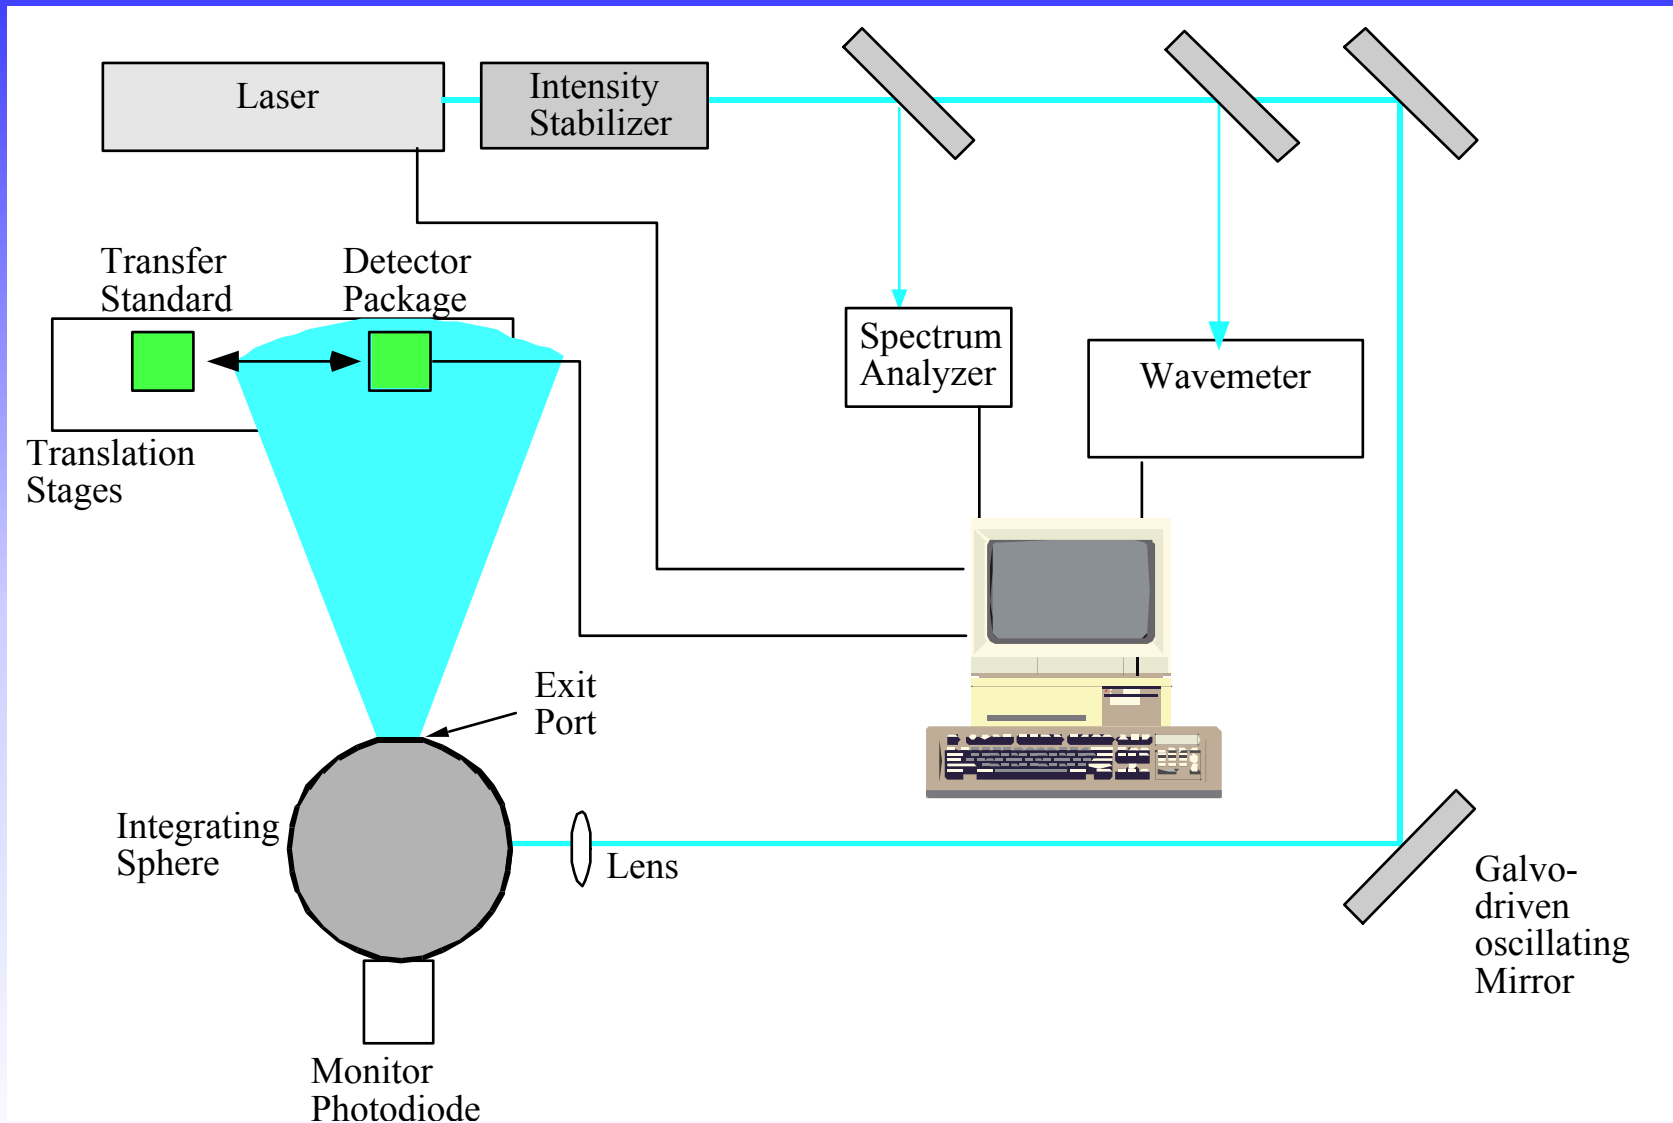 Laser
Intensity
Stabilizer
Transfer
Standard
Detector
Package
Spectrum
Analyzer
Wavemeter
Translation
Stages
Exit
Port
Integrating
Sphere
Lens
Galvo-
driven
oscillating
Mirror
Monitor
Photodiode